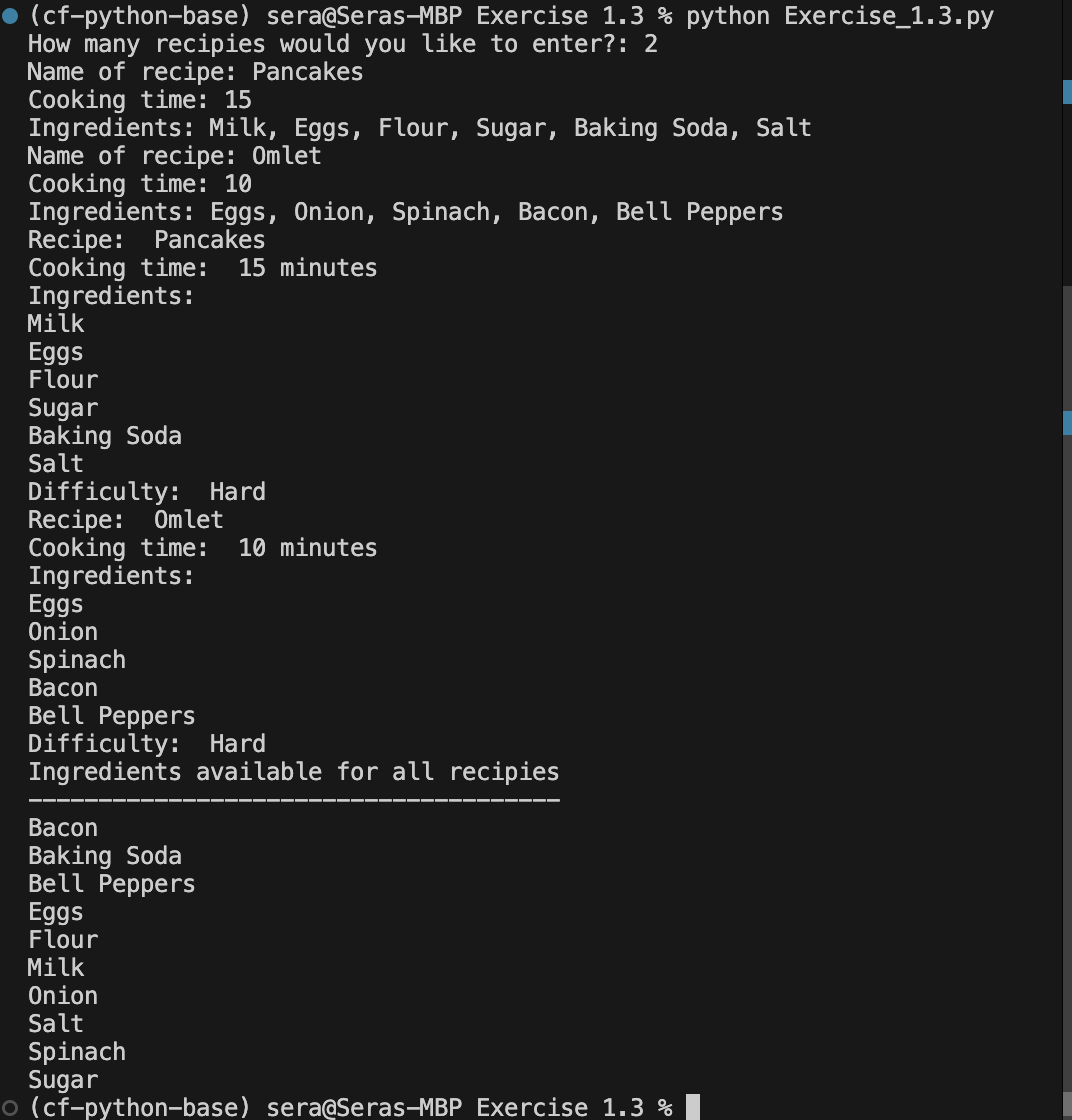 (cf-python-base) sera@Seras-MBP Exercise 1.3 % python Exercise_1.3.py
How many recipies would you like to enter?: 2
Name of recipe: Pancakes
Cooking time: 15
Ingredients: Milk, Eggs, Flour, Sugar, Baking Soda, Salt
Name of recipe: Omlet
Cooking time: 10
Ingredients: Eggs, Onion, Spinach, Bacon, Bell Peppers
Recipe:  Pancakes
Cooking time:  15 minutes
Ingredients:
Milk
Eggs
Flour
Sugar
Baking Soda
Salt
Difficulty:  Hard
Recipe:  Omlet
Cooking time:  10 minutes
Ingredients:
Eggs
Onion
Spinach
Bacon
Bell Peppers
Difficulty:  Hard
Ingredients available for all recipies
--------------------------------------
Bacon
Baking Soda
Bell Peppers
Eggs
Flour
Milk
Onion
Salt
Spinach
Sugar
(cf-python-base) sera@Seras-MBP Exercise 1.3 %